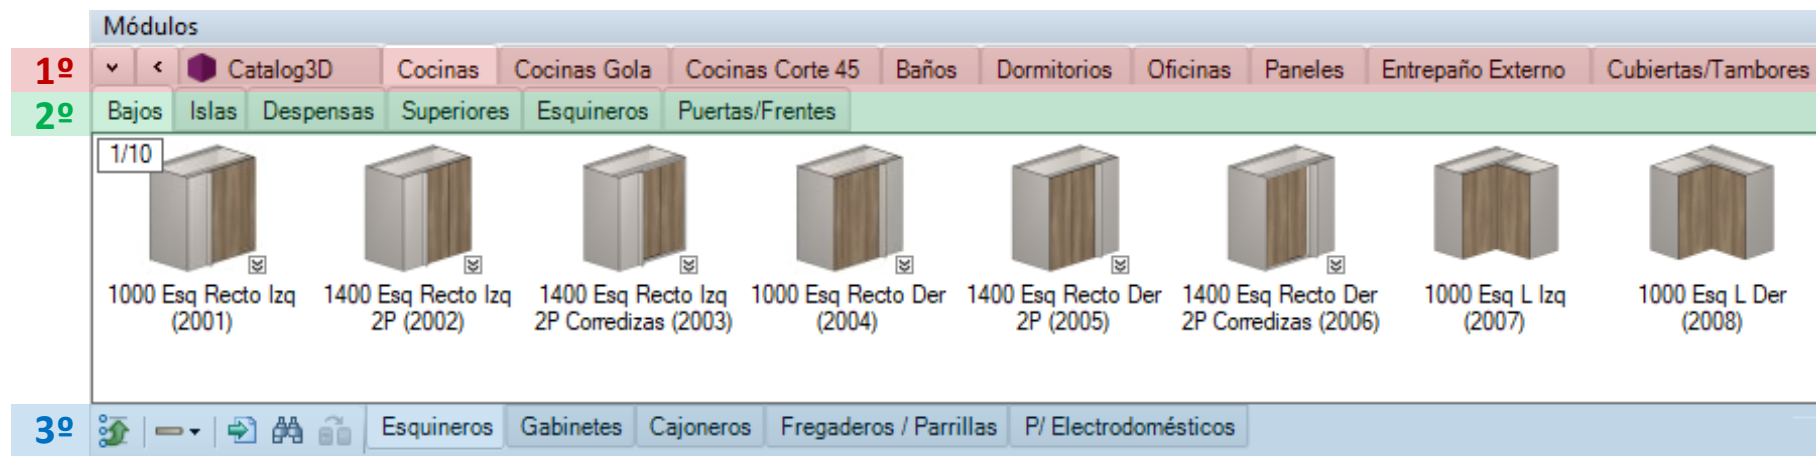 Módulos
1º Catalog3D Cocinas Cocinas Gola Cocinas Corte 45 Baños Dormitorios Oficinas Paneles Entrepaño Externo Cubiertas/Tambores
2º Bajos Islas Despensas Superiores Esquineros Puertas/Frentes
1/10
1000 Esq Recto Izq (2001)
1400 Esq Recto Izq 2P (2002)
1400 Esq Recto Izq 2P Corredizas (2003)
1000 Esq Recto Der (2004)
1400 Esq Recto Der 2P (2005)
1400 Esq Recto Der 2P Corredizas (2006)
1000 Esq L Izq (2007)
1000 Esq L Der (2008)
3º Esquineros Gabinetes Cajoneros Fregaderos / Parrillas P/ Electrodomésticos